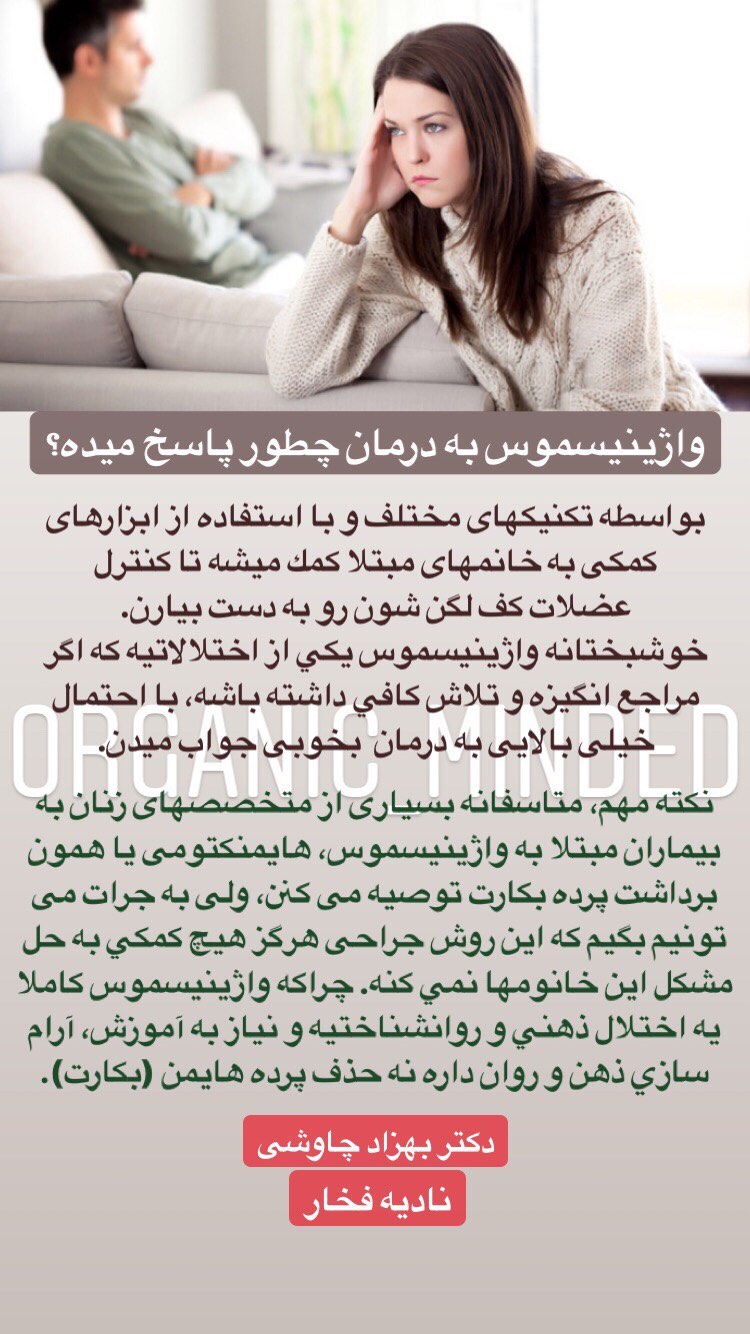 واژینیسموس به درمان چطور پاسخ میده؟
بواسطه تکنیکهای مختلف و با استفاده از ابزارهای
کمکی به خانمهای مبتلا کمك میشه تا کنترل
عضلات کف لگن شون رو به دست بیارن.
خوشبختانه واژینیسموس يكي از اختلالاتیه که اگر
مراجع انگیزه و تلاش كافي داشته باشه، با احتمال
خیلی بالایی به درمان بخوبی جواب میدن.
ORGANIC_MINDED
نکته مهم، متاسفانه بسیاری از متخصصهای زنان به
بیماران مبتلا به واژینیسموس، هایمنکتومی یا همون
برداشت پرده بکارت توصیه می کنن، ولی به جرات می
تونیم بگیم که این روش جراحی هرگز هیچ كمكي به حل
مشکل این خانومها نمي کنه. چراکه واژینیسموس کاملا
یه اختلال ذهني و روانشناختیه و نیاز به آموزش، آرام
سازي ذهن و روان داره نه حذف پرده هایمن (بکارت).
دکتر بهزاد چاوشی
نادیه فخار